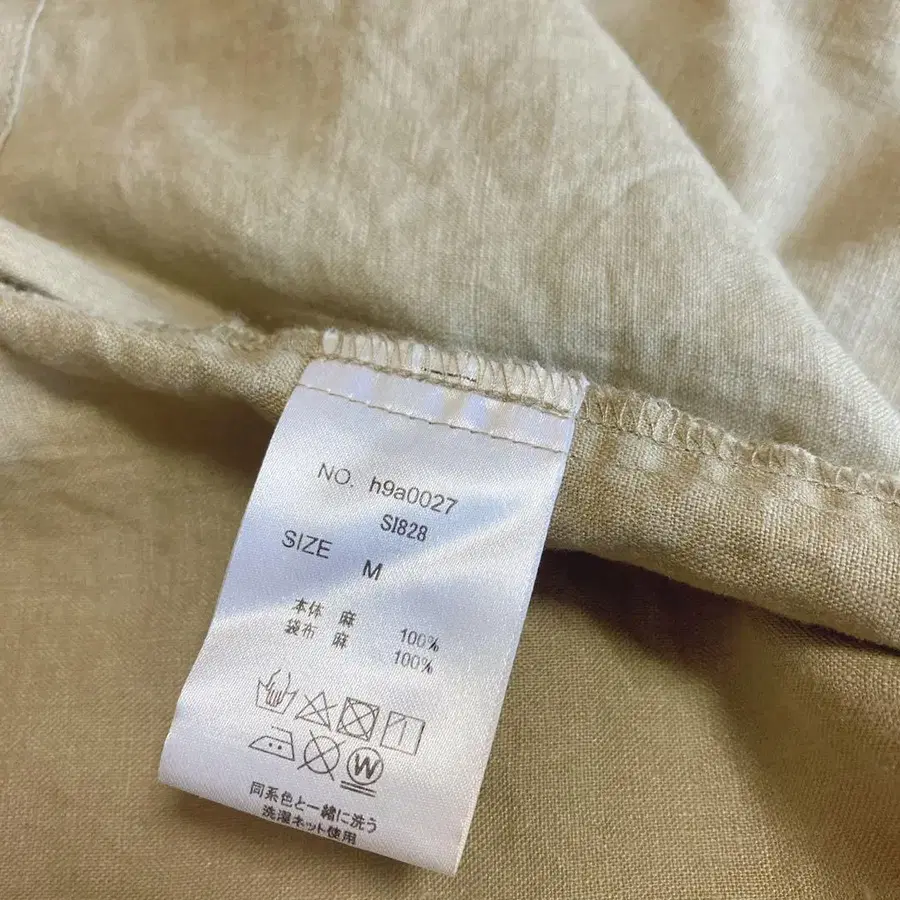 NO. h9a0027
SI828
SIZE M
本体 麻 100%
袋布 麻 100%
W
同系色と一緒に洗う
洗濯ネット使用